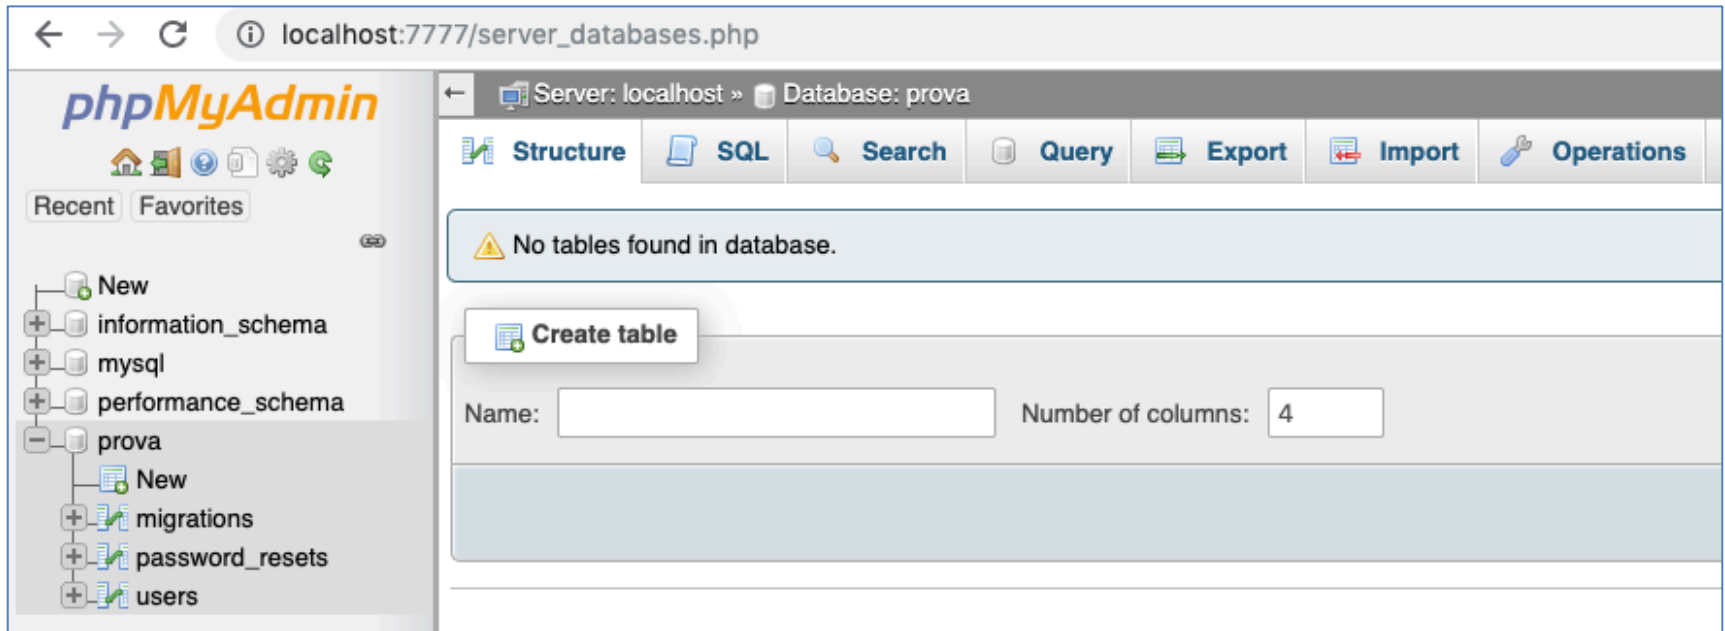 localhost:7777/server_databases.php
phpMyAdmin
Recent Favorites
New
information_schema
mysql
performance_schema
prova
New
migrations
password_resets
users
Server: localhost » Database: prova
Structure SQL Search Query Export Import Operations
No tables found in database.
Create table
Name: Number of columns: 4